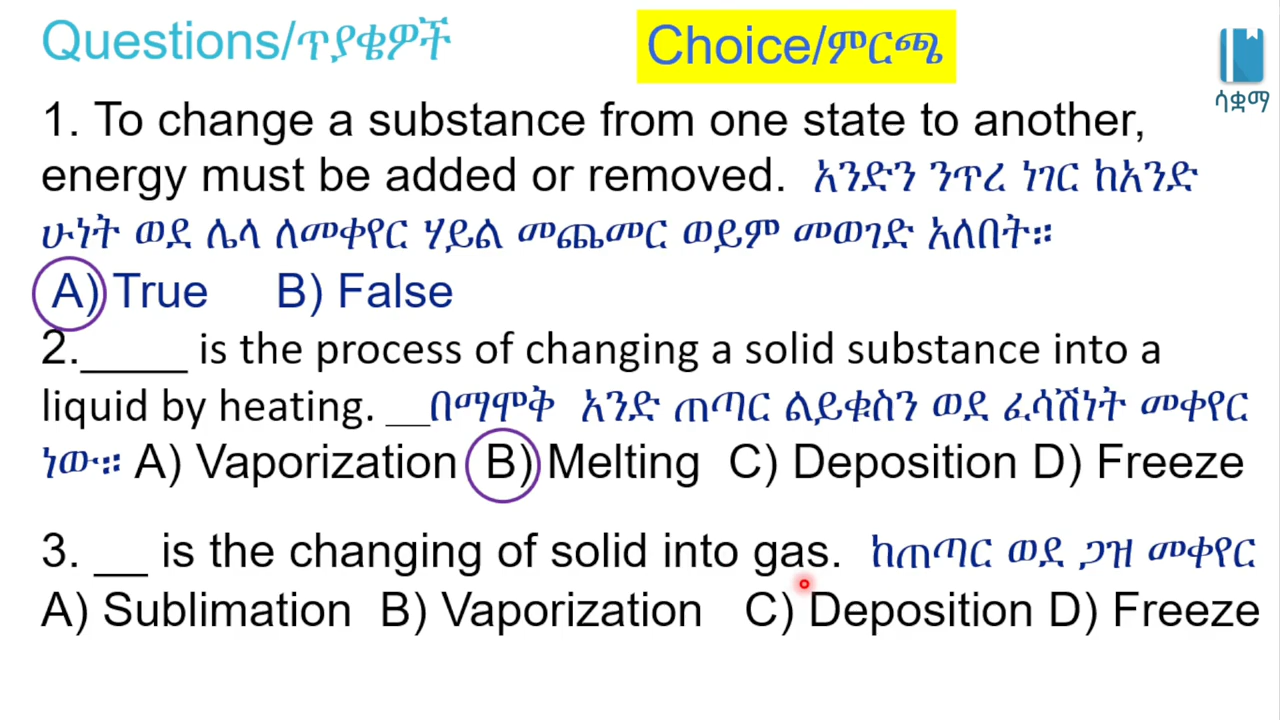 Questions/ጥያቄዎች
Choice/ምርጫ
ሳቋማ
1. To change a substance from one state to another,
energy must be added or removed. አንድን ንጥረ ነገር ከአንድ
ሁነት ወደ ሌላ ለመቀየር ሃይል መጨመር ወይም መወገድ አለበት።
A) True B) False
2.____ is the process of changing a solid substance into a
liquid by heating. __በማሞቅ አንድ ጠጣር ልይቁስን ወደ ፈሳሽነት መቀየር
ነው። A) Vaporization B) Melting C) Deposition D) Freeze
3. __ is the changing of solid into gas. ከጠጣር ወደ ጋዝ መቀየር
A) Sublimation B) Vaporization C) Deposition D) Freeze